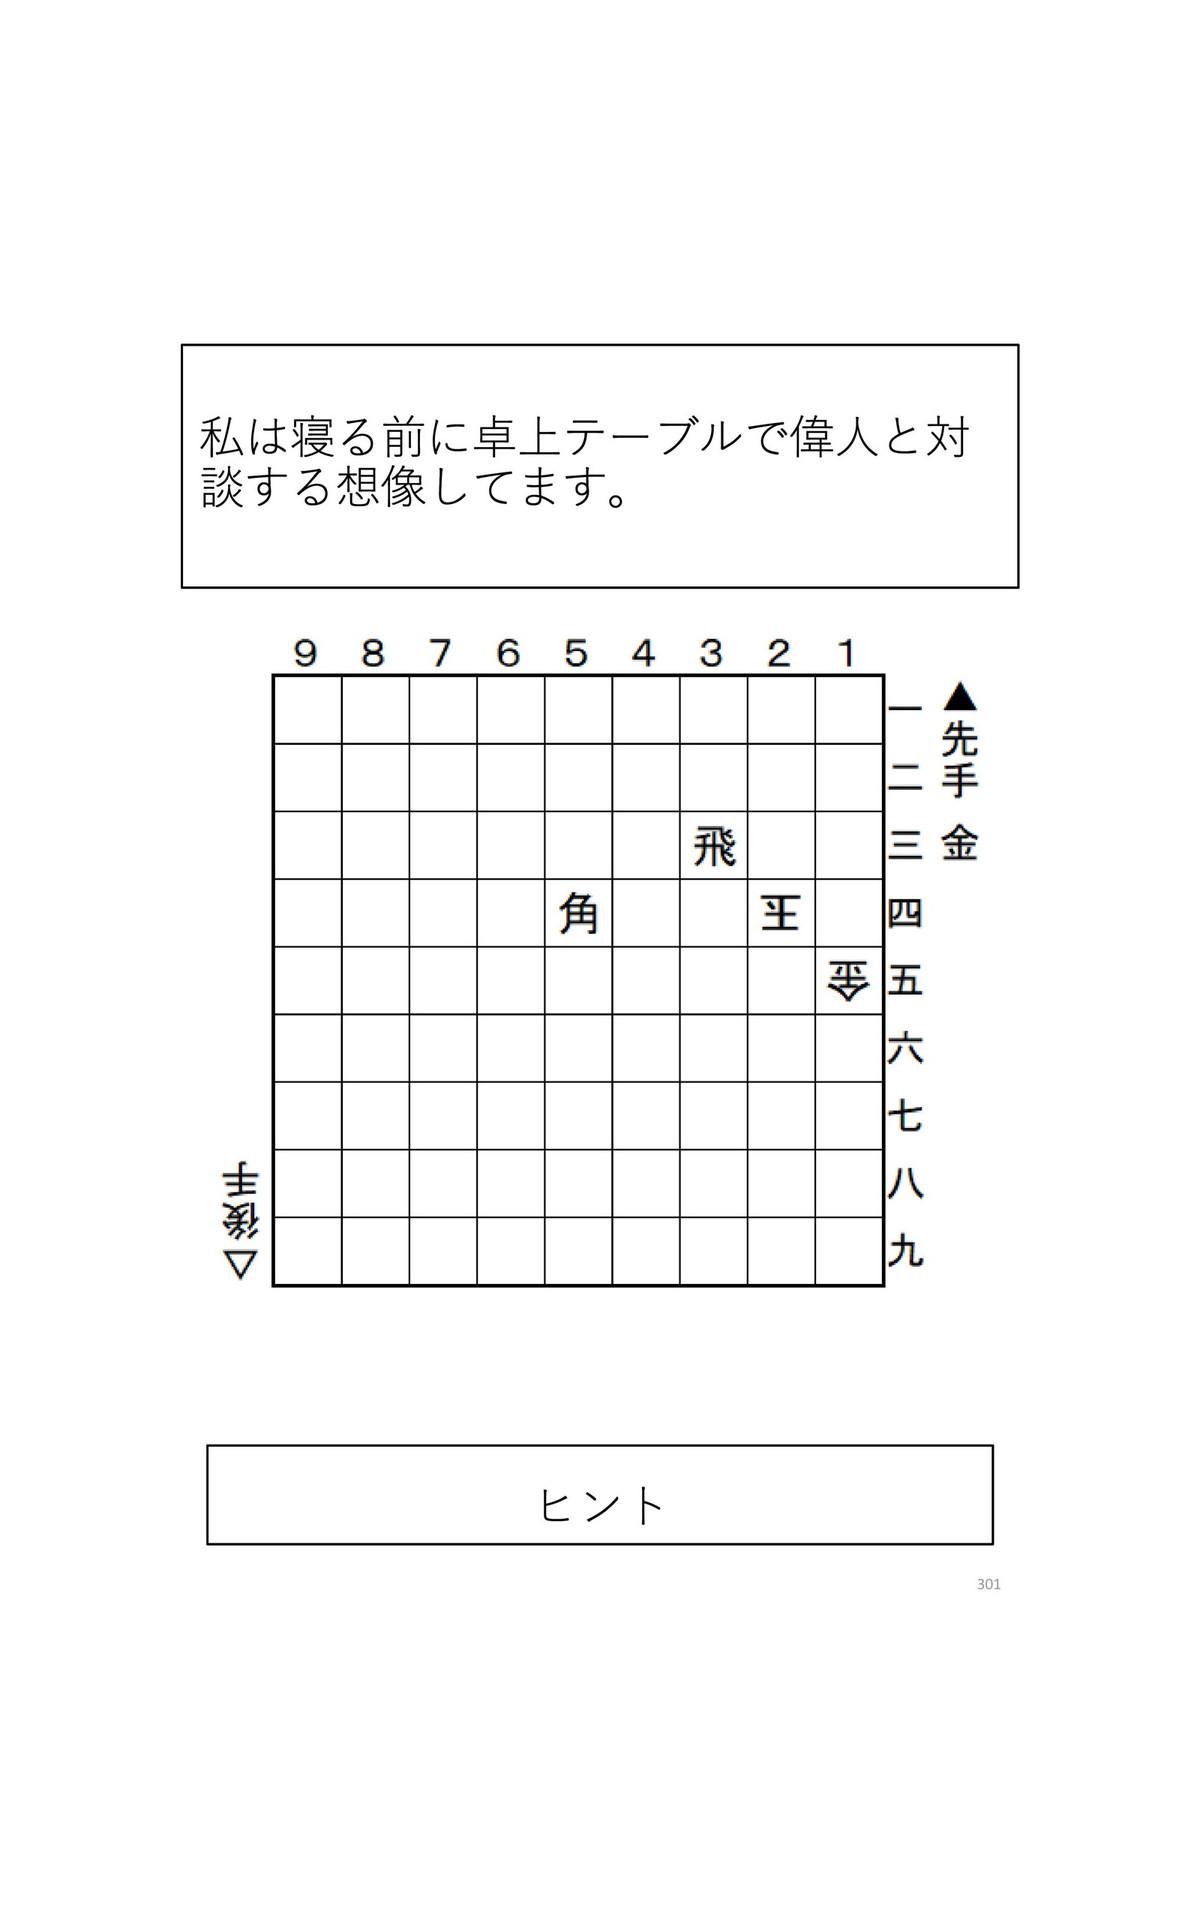 私は寝る前に卓上テーブルで偉人と対
談する想像してます。
9 8 7 6 5 4 3 2 1
一
二
三
四
五
六
七
八
九
▲先手 金
飛
角
王
金
△後手
ヒント
301